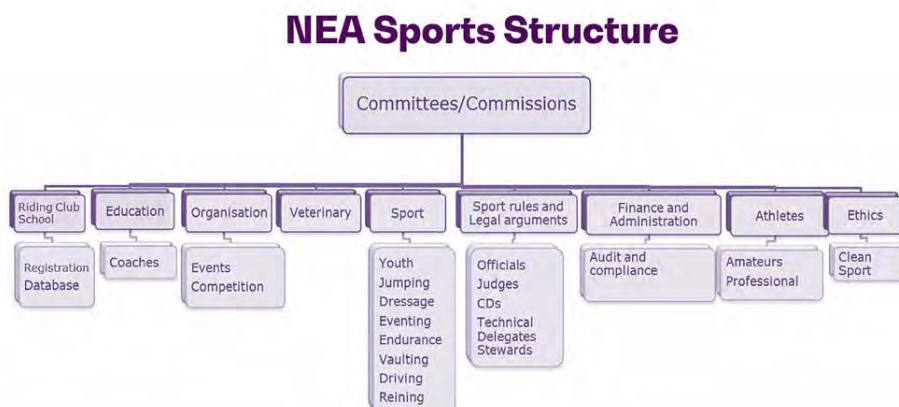 NEA Sports Structure
Committees/Commissions
Riding Club
School
Education
Organisation
Veterinary
Sport
Sport rules and
Legal arguments
Finance and
Administration
Athletes
Ethics
Registration
Database
Coaches
Events
Competition
Youth
Jumping
Dressage
Eventing
Endurance
Vaulting
Driving
Reining
Officials
Judges
CDs
Technical
Delegates
Stewards
Audit and
compliance
Amateurs
Professional
Clean
Sport